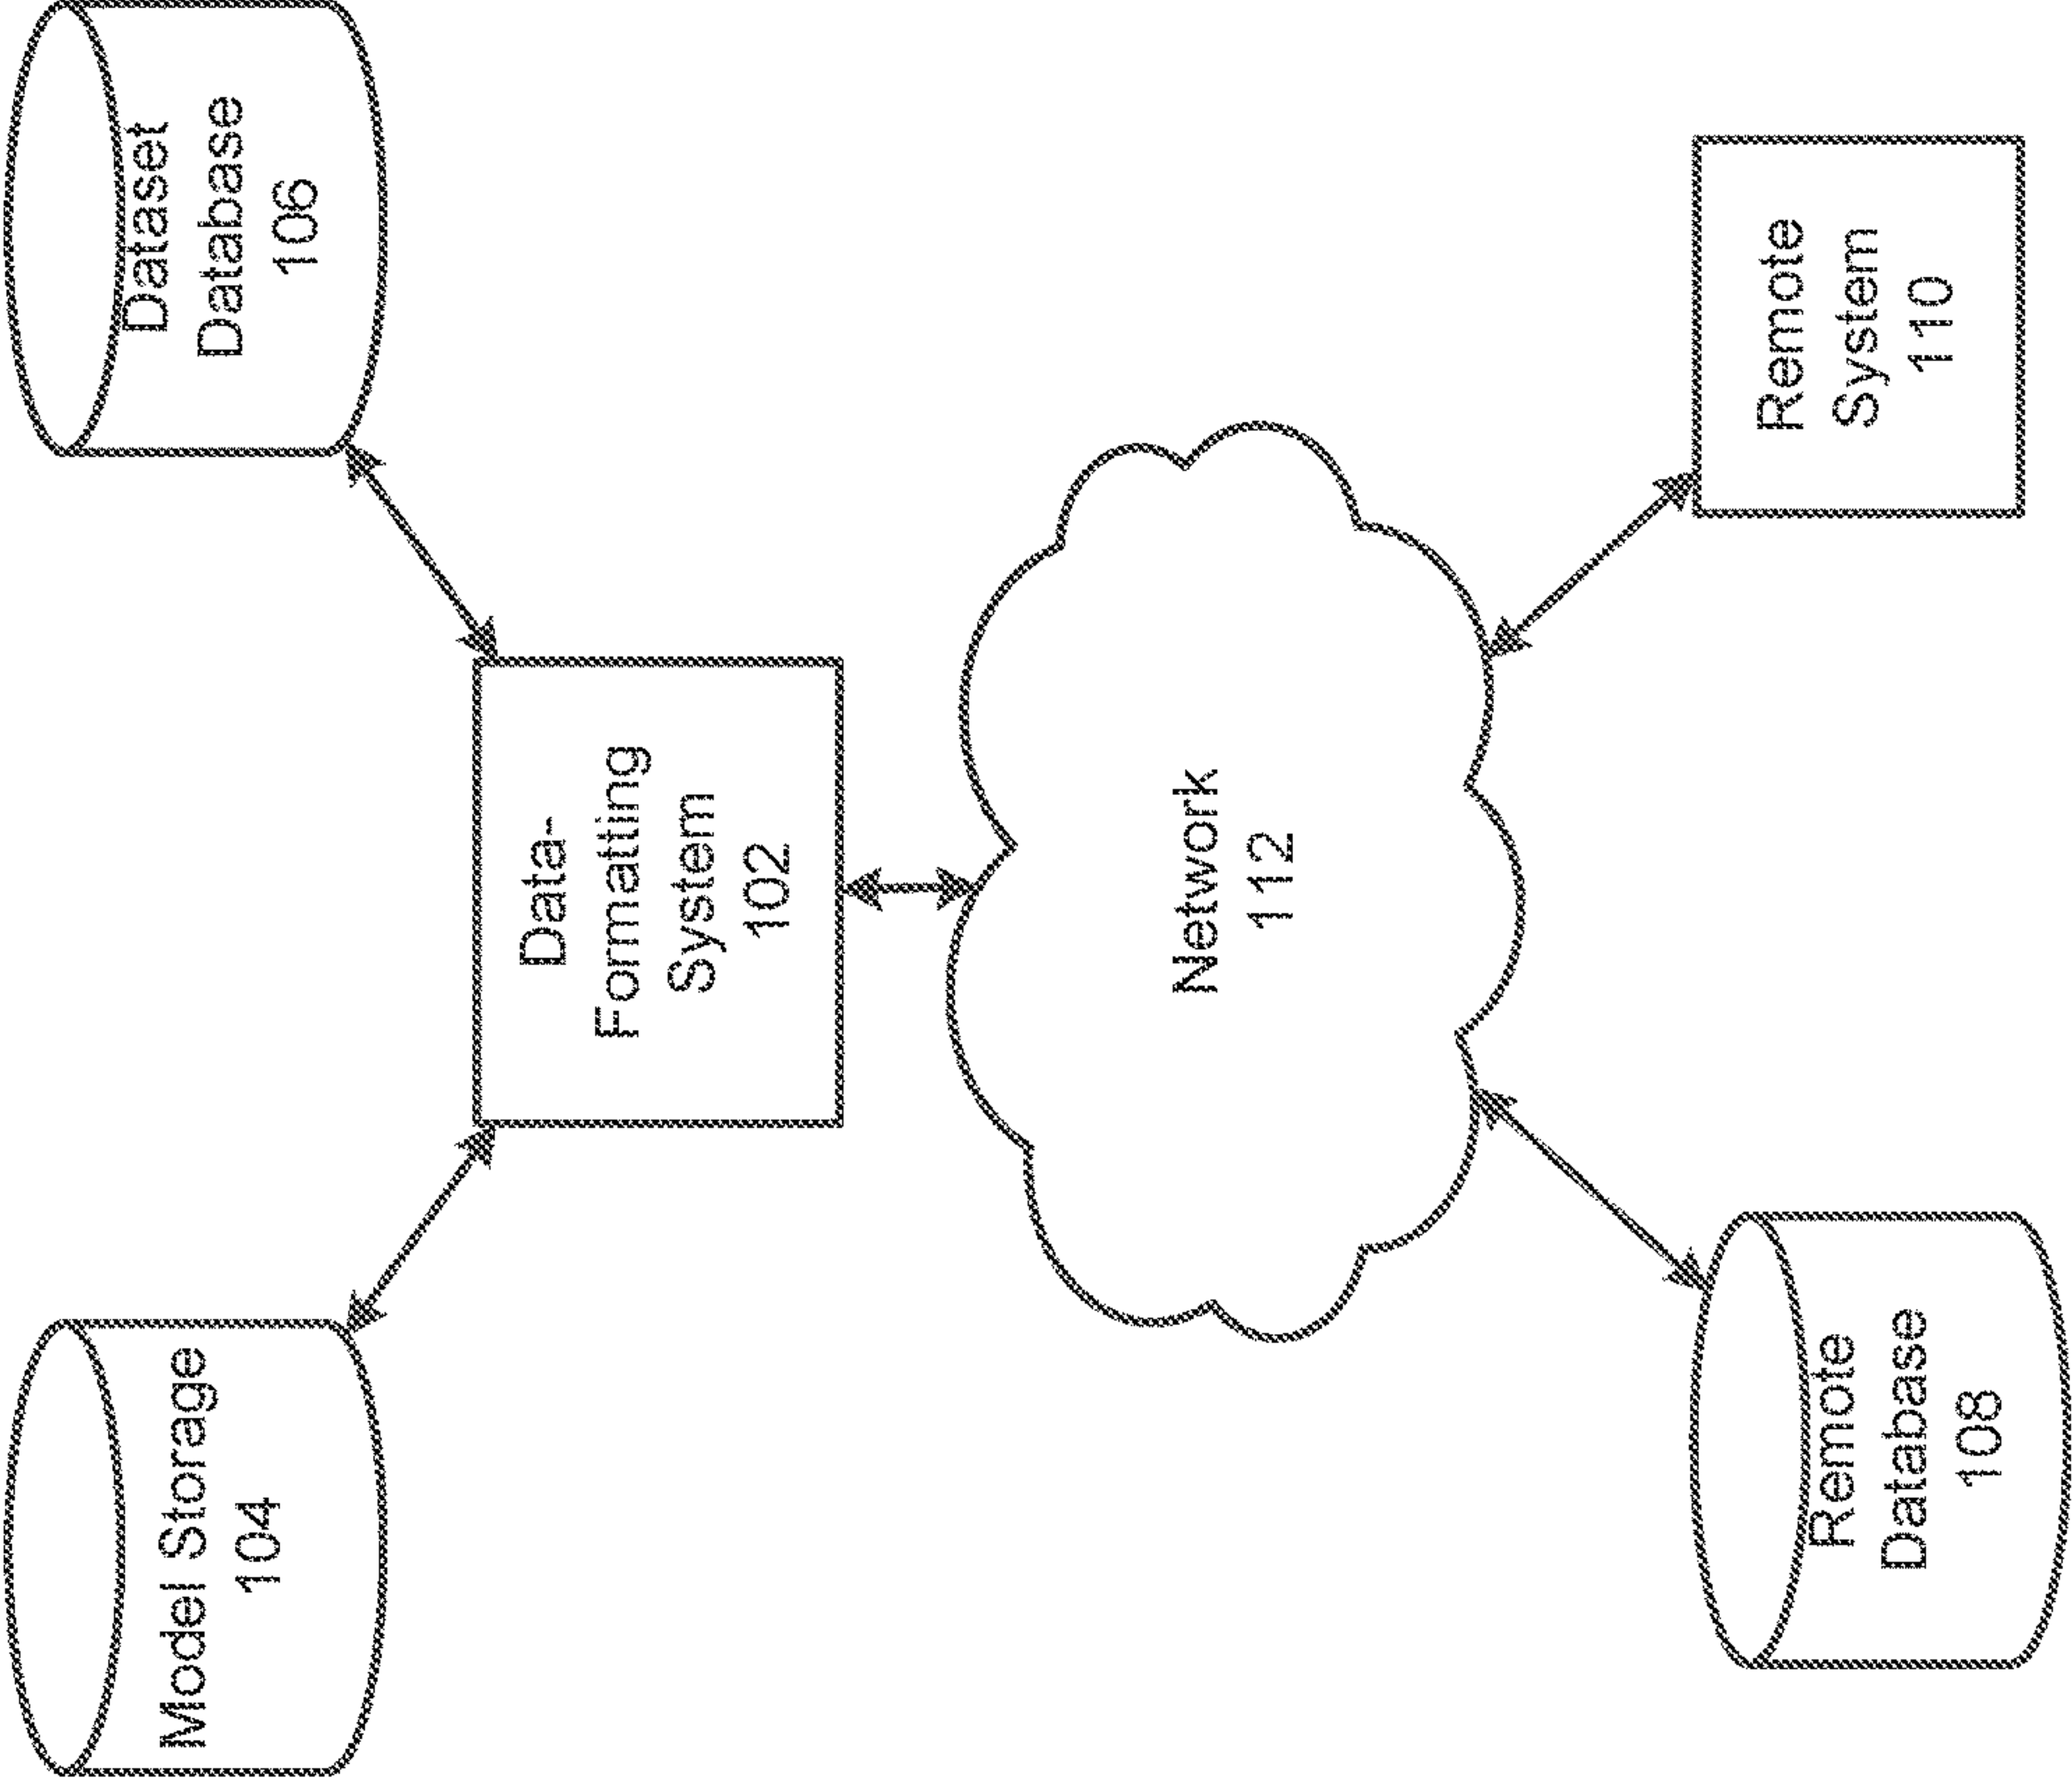 Model Storage
104
Dataset
Database
106
Data-
Formatting
System
102
Network
112
Remote
Database
108
Remote
System
110